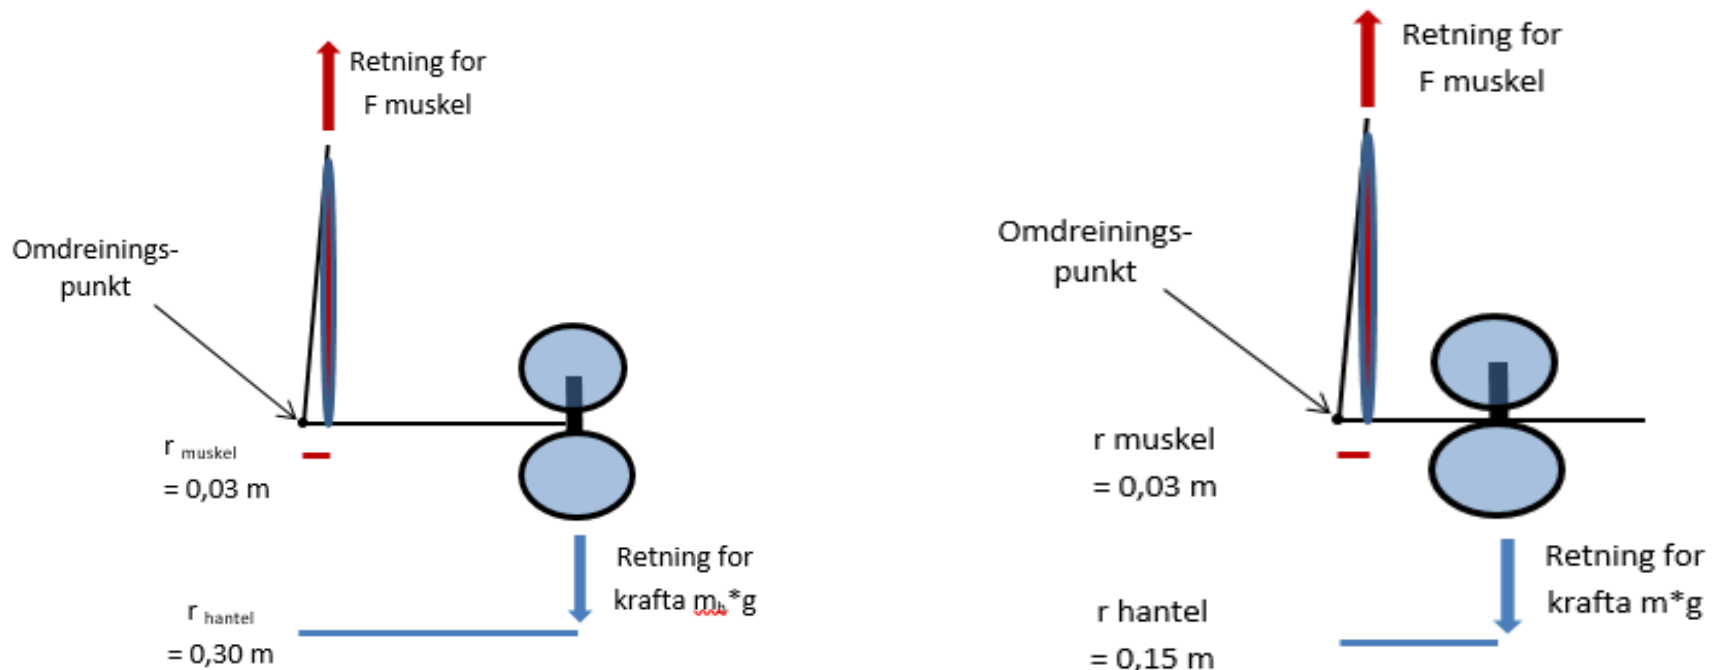 Retning for
F muskel
Omdreinings-
punkt
r muskel
= 0,03 m
Retning for
krafta mh*g
r hantel
= 0,30 m
Retning for
F muskel
Omdreinings-
punkt
r muskel
= 0,03 m
Retning for
krafta m*g
r hantel
= 0,15 m